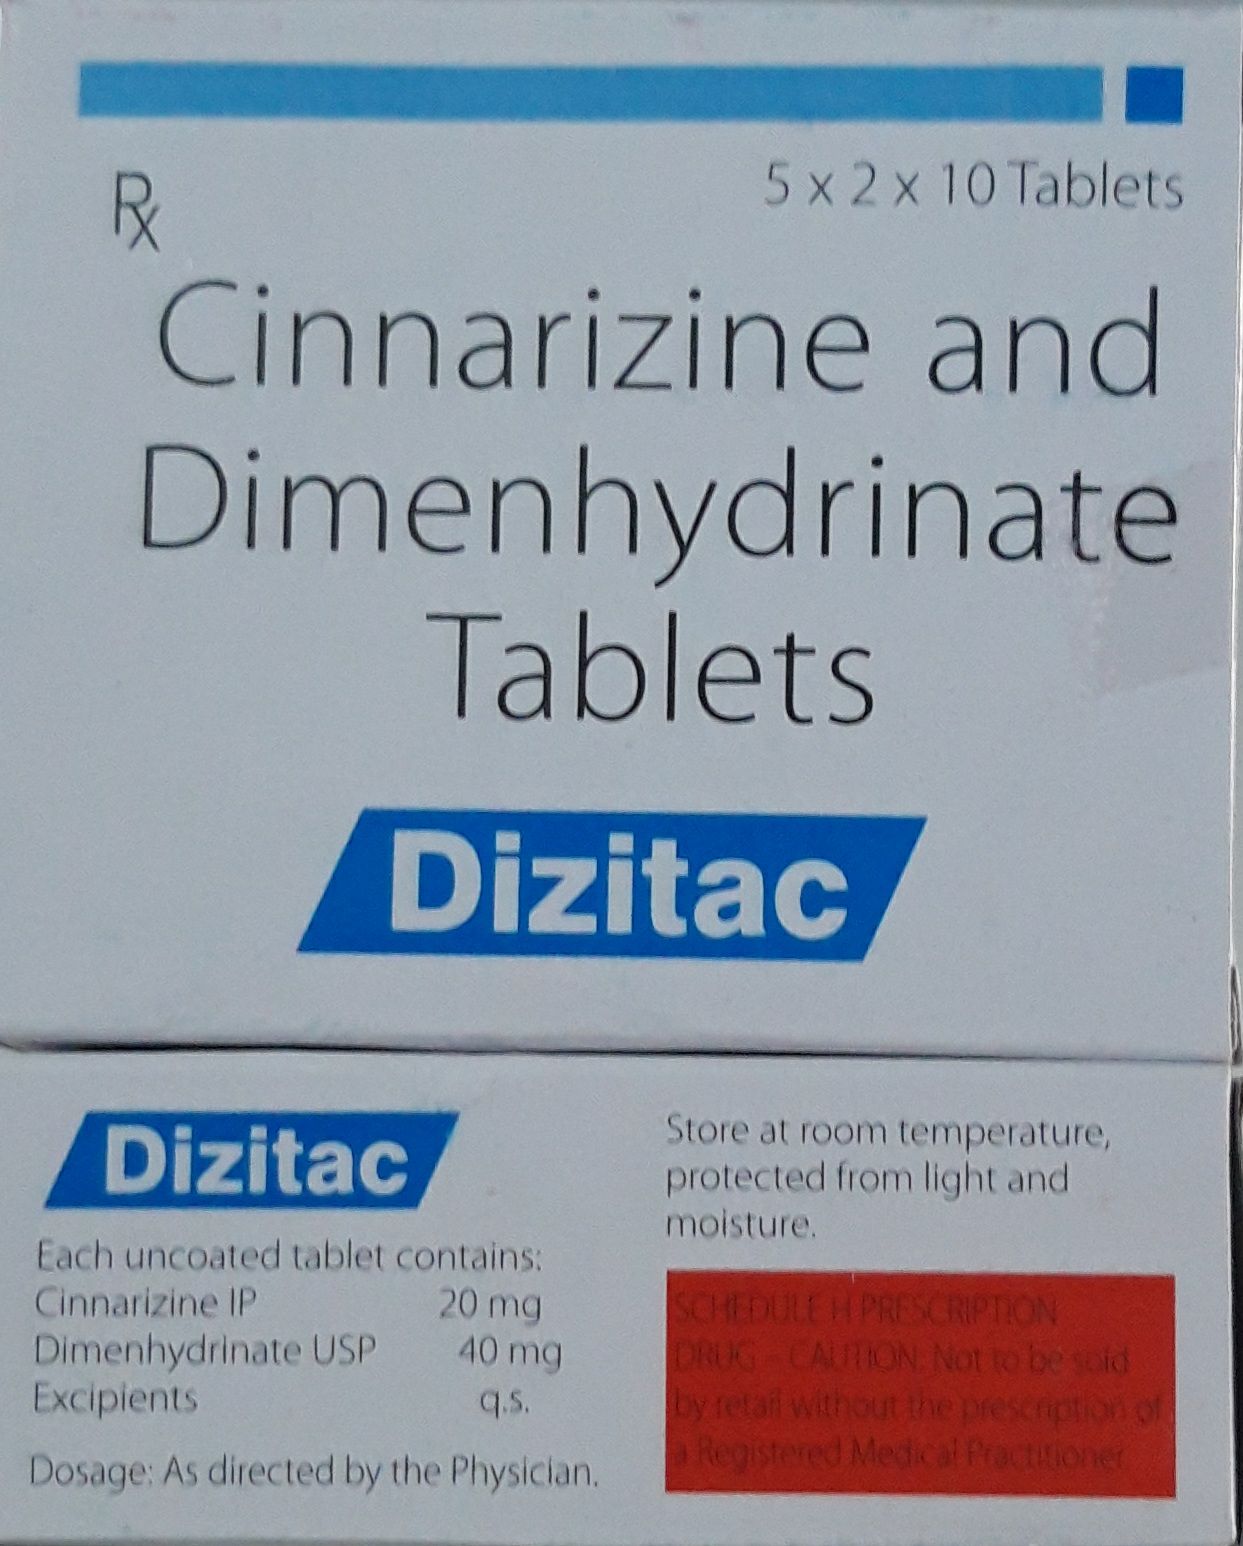 5 x 2 x 10 Tablets
Rx
Cinnarizine and
Dimenhydrinate
Tablets
Dizitac
Dizitac
Each uncoated tablet contains:
Cinnarizine IP 20 mg
Dimenhydrinate USP 40 mg
Excipients q.s.
Dosage: As directed by the Physician.
Store at room temperature,
protected from light and
moisture.
SCHEDULE H PRESCRIPTION
DRUG - CAUTION: Not to be sold
by retail without the prescription of
a Registered Medical Practitioner